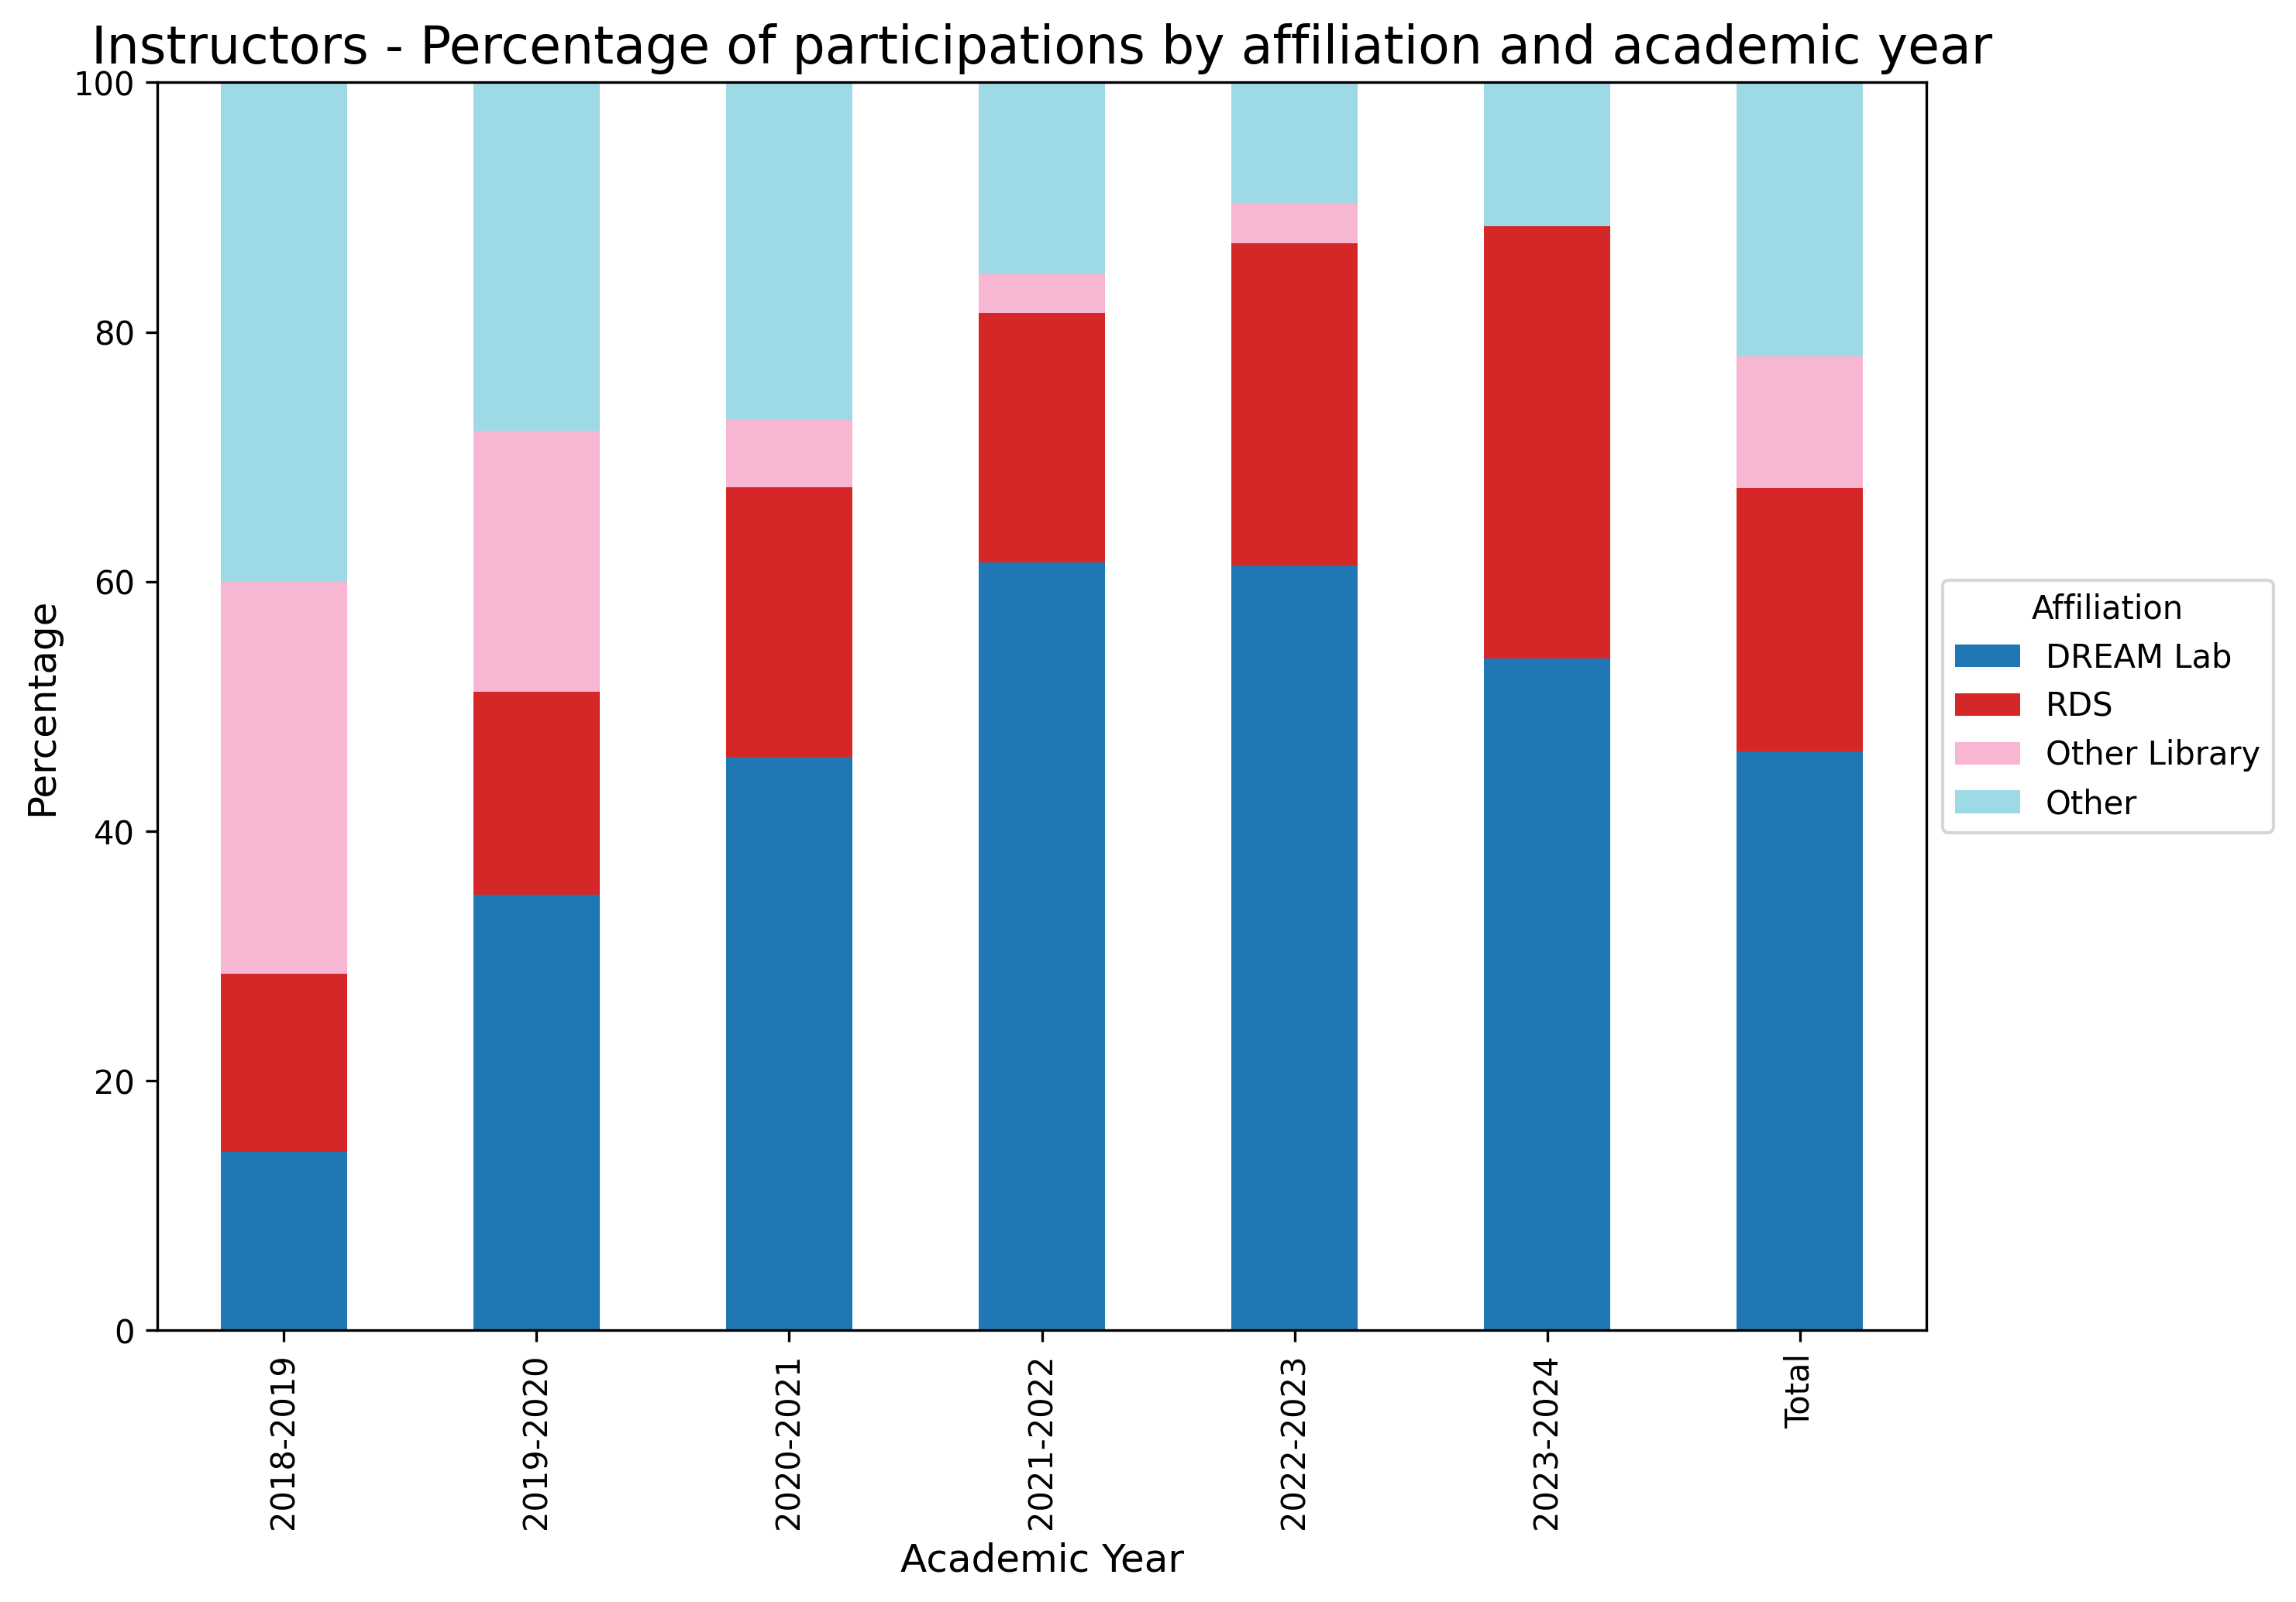 Instructors - Percentage of participations by affiliation and academic year
100
80
60
40
20
0
Percentage
2018-2019
2019-2020
2020-2021
2021-2022
2022-2023
2023-2024
Total
Academic Year
Affiliation
DREAM Lab
RDS
Other Library
Other